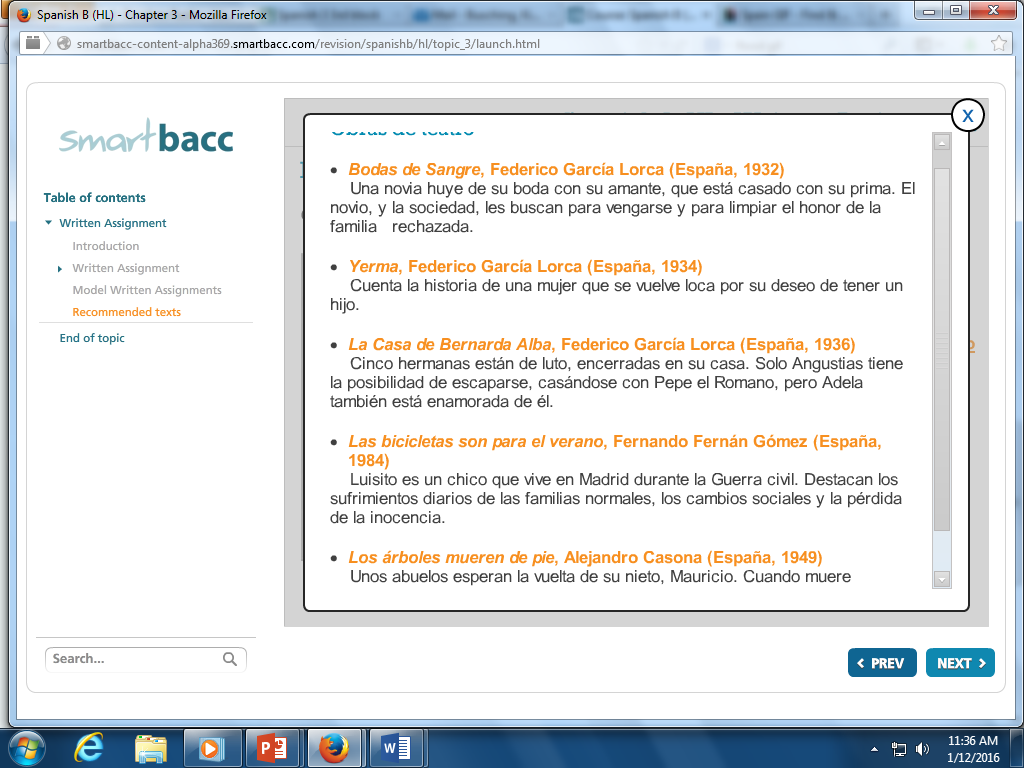 Spanish B (HL) - Chapter 3 - Mozilla Firefox
smartbacc-content-alpha369.smartbacc.com/revision/spanishb/hl/topic_3/launch.html
smartbacc
Table of contents
Written Assignment
Introduction
Written Assignment
Model Written Assignments
Recommended texts
End of topic
Search...
X
Obras de teatro
• Bodas de Sangre, Federico García Lorca (España, 1932)
Una novia huye de su boda con su amante, que está casado con su prima. El
novio, y la sociedad, les buscan para vengarse y para limpiar el honor de la
familia rechazada.
• Yerma, Federico García Lorca (España, 1934)
Cuenta la historia de una mujer que se vuelve loca por su deseo de tener un
hijo.
• La Casa de Bernarda Alba, Federico García Lorca (España, 1936)
Cinco hermanas están de luto, encerradas en su casa. Solo Angustias tiene
la posibilidad de escaparse, casándose con Pepe el Romano, pero Adela
también está enamorada de él.
• Las bicicletas son para el verano, Fernando Fernán Gómez (España,
1984)
Luisito es un chico que vive en Madrid durante la Guerra civil. Destacan los
sufrimientos diarios de las familias normales, los cambios sociales y la pérdida
de la inocencia.
• Los árboles mueren de pie, Alejandro Casona (España, 1949)
Unos abuelos esperan la vuelta de su nieto, Mauricio. Cuando muere
< PREV
NEXT >
11:36 AM
1/12/2016